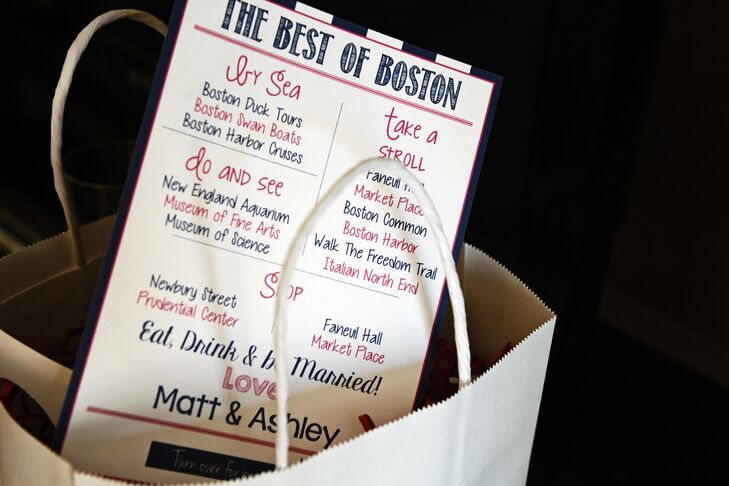 THE BEST OF BOSTON
by Sea
Boston Duck Tours
Boston Swan Boats
Boston Harbor Cruises
do and see
New England Aquarium
Museum of Fine Arts
Museum of Science
take a
STROLL
Faneuil Hall
Market Place
Boston Common
Boston Harbor
Walk The Freedom Trail
Italian North End
SHOP
Newbury Street
Prudential Center
Faneuil Hall
Market Place
Eat, Drink & be Married!
LOVE
Matt & Ashley
Turn over for